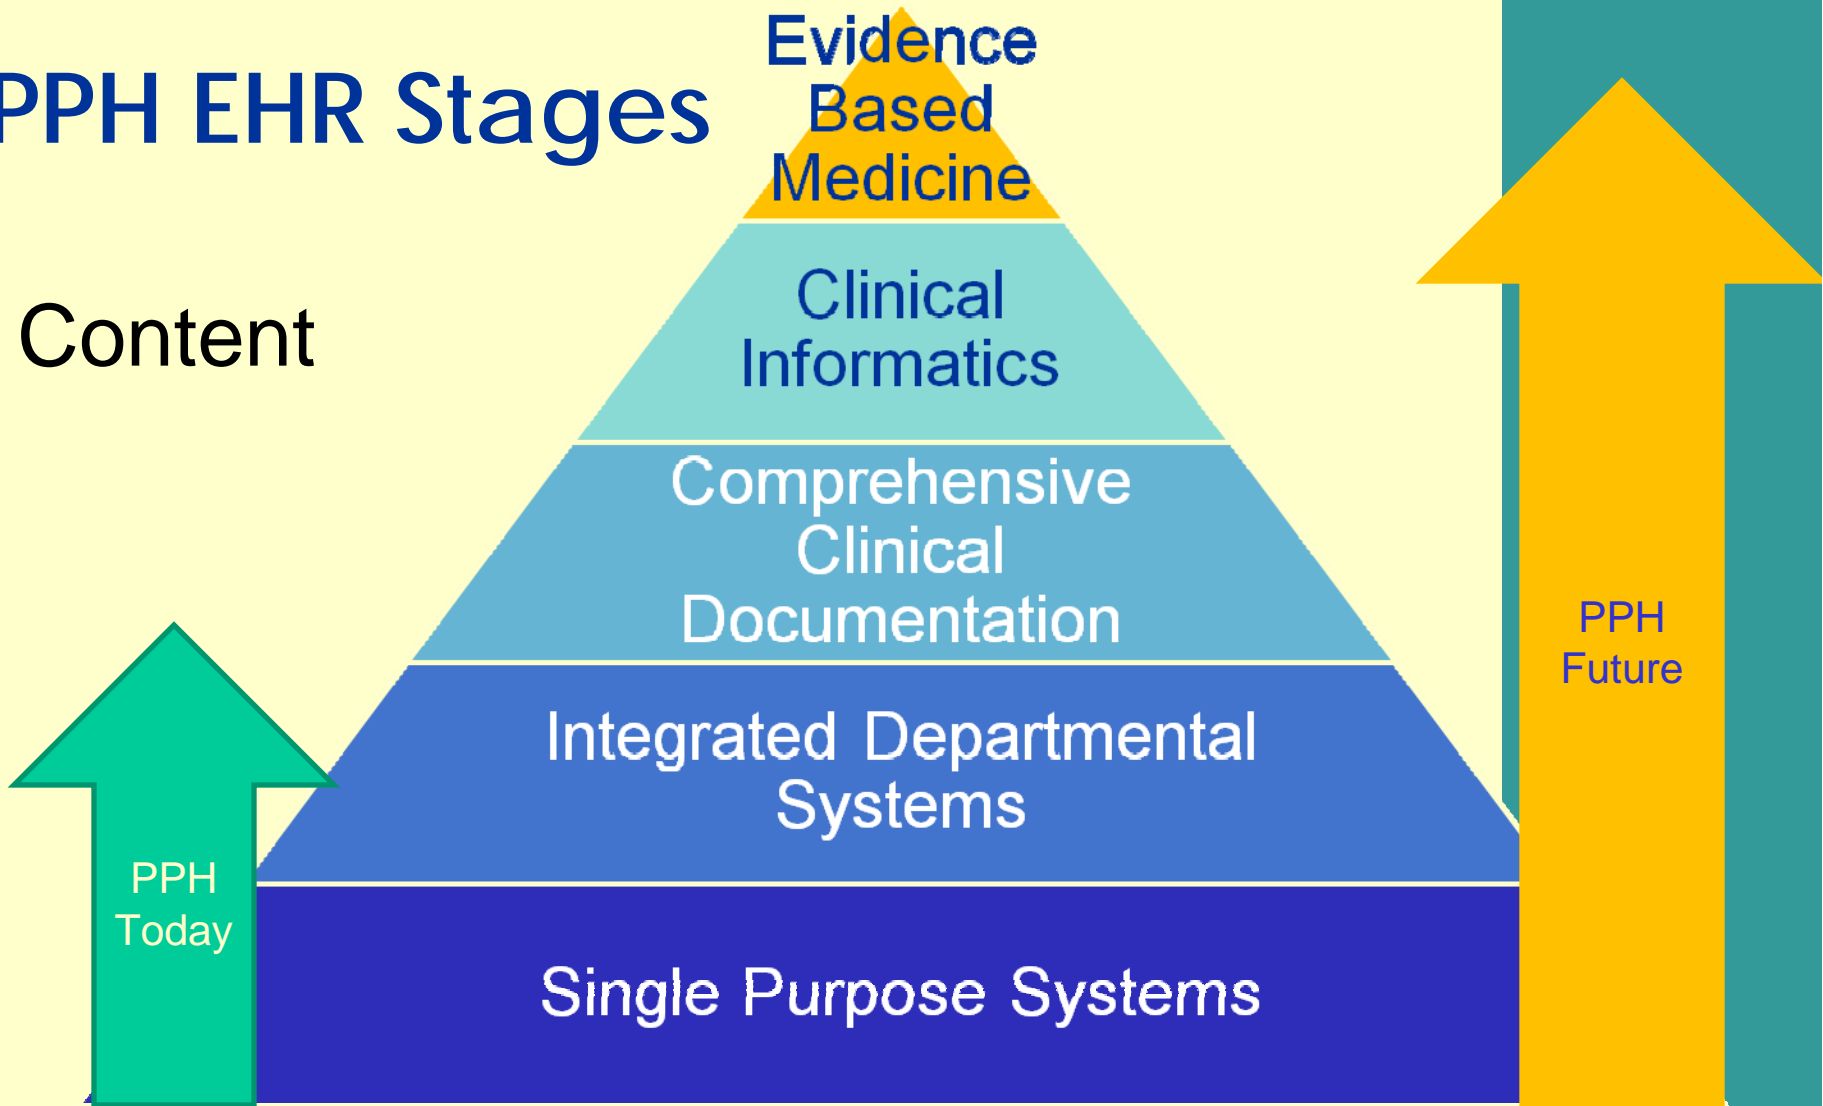 PPH EHR Stages
Content
Evidence
Based
Medicine
Clinical
Informatics
Comprehensive
Clinical
Documentation
Integrated Departmental
Systems
Single Purpose Systems
PPH
Today
PPH
Future